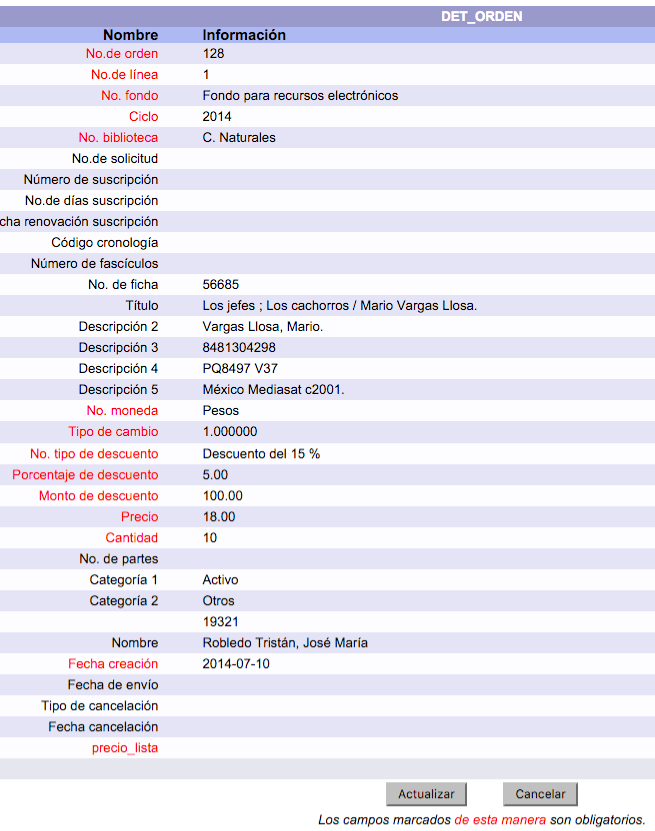 DET_ORDEN
Nombre Información
No.de orden 128
No.de línea 1
No. fondo Fondo para recursos electrónicos
Ciclo 2014
No. biblioteca C. Naturales
No.de solicitud
Número de suscripción
No.de días suscripción
cha renovación suscripción
Código cronología
Número de fascículos
No. de ficha 56685
Título Los jefes ; Los cachorros / Mario Vargas Llosa.
Descripción 2 Vargas Llosa, Mario.
Descripción 3 8481304298
Descripción 4 PQ8497 V37
Descripción 5 México Mediasat c2001.
No. moneda Pesos
Tipo de cambio 1.000000
No. tipo de descuento Descuento del 15 %
Porcentaje de descuento 5.00
Monto de descuento 100.00
Precio 18.00
Cantidad 10
No. de partes
Categoría 1 Activo
Categoría 2 Otros
19321
Nombre Robledo Tristán, José María
Fecha creación 2014-07-10
Fecha de envío
Tipo de cancelación
Fecha cancelación
precio_lista
Actualizar Cancelar
Los campos marcados de esta manera son obligatorios.